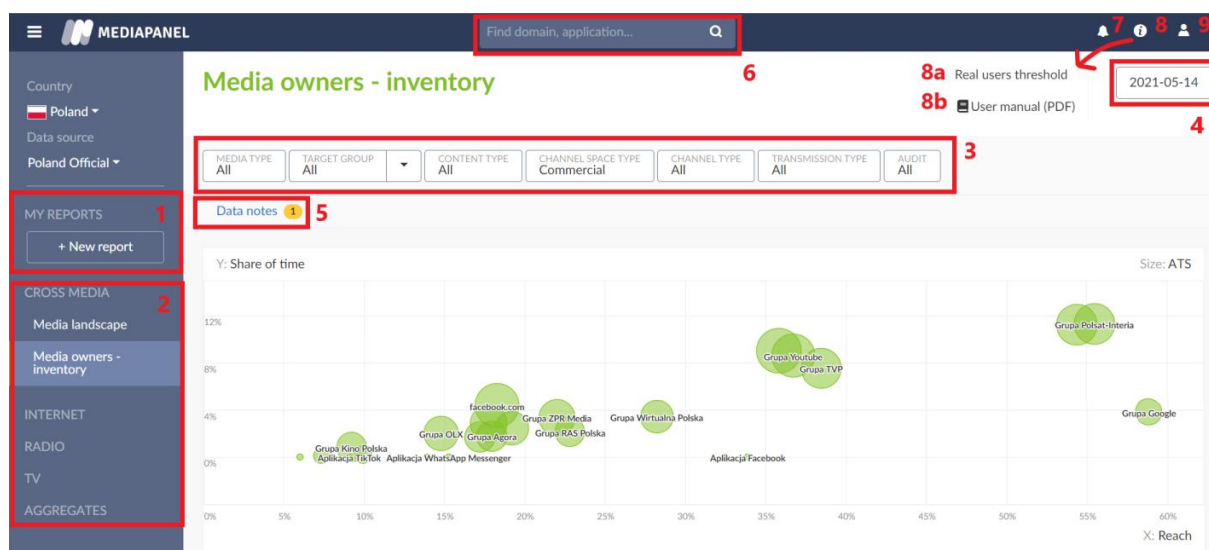 MEDIAPANEL
Find domain, application...
7 8 9
Country
Poland
Data source
Poland Official
MY REPORTS 1
+ New report
CROSS MEDIA 2
Media landscape
Media owners -
inventory
INTERNET
RADIO
TV
AGGREGATES
Media owners - inventory
6
8a Real users threshold
8b User manual (PDF)
2021-05-14
4
MEDIA TYPE TARGET GROUP CONTENT TYPE CHANNEL SPACE TYPE CHANNEL TYPE TRANSMISSION TYPE AUDIT
All All All Commercial All All All
3
Data notes 1 5
Y: Share of time Size: ATS
12%
Grupa Polsat-Interia
Grupa Youtube
8% Grupa TVP
facebook.com
4% Grupa ZPR Media Grupa Wirtualna Polska Grupa Google
Grupa OLX Grupa Agora Grupa RAS Polska
Grupa Kino Polska
0% Aplikacja TikTok Aplikacja WhatsApp Messenger Aplikacja Facebook
0% 5% 10% 15% 20% 25% 30% 35% 40% 45% 50% 55% 60%
X: Reach